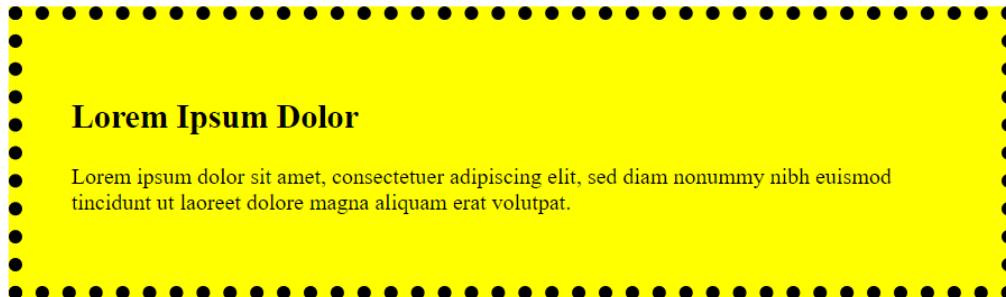 Lorem Ipsum Dolor
Lorem ipsum dolor sit amet, consectetuer adipiscing elit, sed diam nonummy nibh euismod
tincidunt ut laoreet dolore magna aliquam erat volutpat.